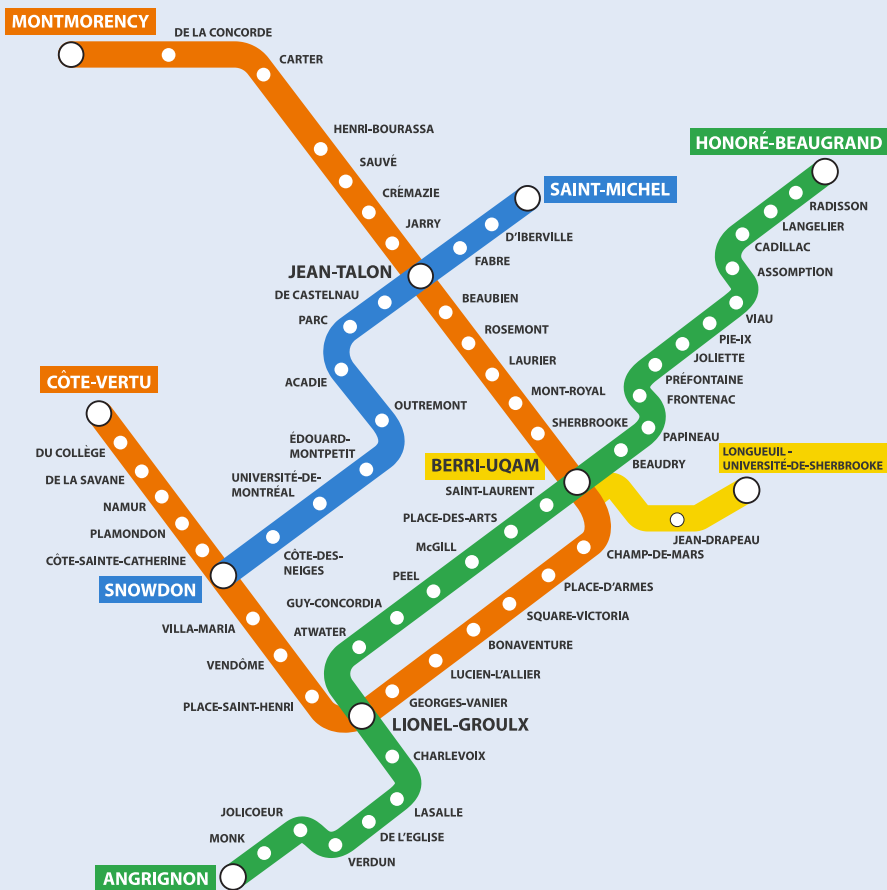 MONTMORENCY
DE LA CONCORDE
CARTER
HENRI-BOURASSA
SAUVÉ
CRÉMAZIE
JARRY
HONORÉ-BEAUGRAND
SAINT-MICHEL
RADISSON
LANGELIER
CADILLAC
ASSOMPTION
D'IBERVILLE
FABRE
JEAN-TALON
DE CASTELNAU
PARC
BEAUBIEN
ROSEMONT
LAURIER
MONT-ROYAL
SHERBROOKE
VIAU
PIE-IX
JOLIETTE
PRÉFONTAINE
FRONTENAC
PAPINEAU
BEAUDRY
ACADIE
OUTREMONT
ÉDOUARD-
MONTPETIT
UNIVERSITÉ-DE-
MONTRÉAL
CÔTE-VERTU
DU COLLÈGE
DE LA SAVANE
NAMUR
PLAMONDON
CÔTE-SAINTE-CATHERINE
SNOWDON
CÔTE-DES-
NEIGES
BERRI-UQAM
LONGUEUIL -
UNIVERSITÉ-DE-SHERBROOKE
JEAN-DRAPEAU
SAINT-LAURENT
PLACE-DES-ARTS
McGILL
PEEL
GUY-CONCORDIA
ATWATER
CHAMP-DE-MARS
PLACE-D'ARMES
SQUARE-VICTORIA
BONAVENTURE
LUCIEN-L'ALLIER
GEORGES-VANIER
VILLA-MARIA
VENDÔME
PLACE-SAINT-HENRI
LIONEL-GROULX
CHARLEVOIX
LASALLE
DE L'EGLISE
VERDUN
JOLICOEUR
MONK
ANGRIGNON